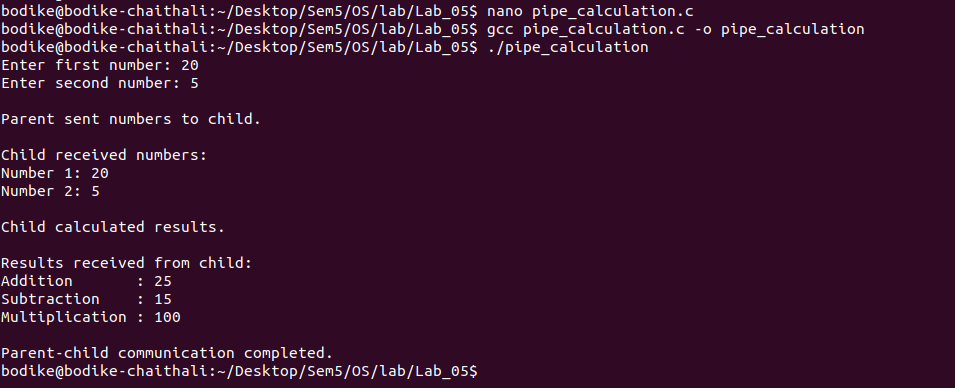 bodike@bodike-chaithali:~/Desktop/Sem5/OS/lab/Lab_05$ nano pipe_calculation.c
bodike@bodike-chaithali:~/Desktop/Sem5/OS/lab/Lab_05$ gcc pipe_calculation.c -o pipe_calculation
bodike@bodike-chaithali:~/Desktop/Sem5/OS/lab/Lab_05$ ./pipe_calculation
Enter first number: 20
Enter second number: 5
Parent sent numbers to child.
Child received numbers:
Number 1: 20
Number 2: 5
Child calculated results.
Results received from child:
Addition       : 25
Subtraction    : 15
Multiplication : 100
Parent-child communication completed.
bodike@bodike-chaithali:~/Desktop/Sem5/OS/lab/Lab_05$